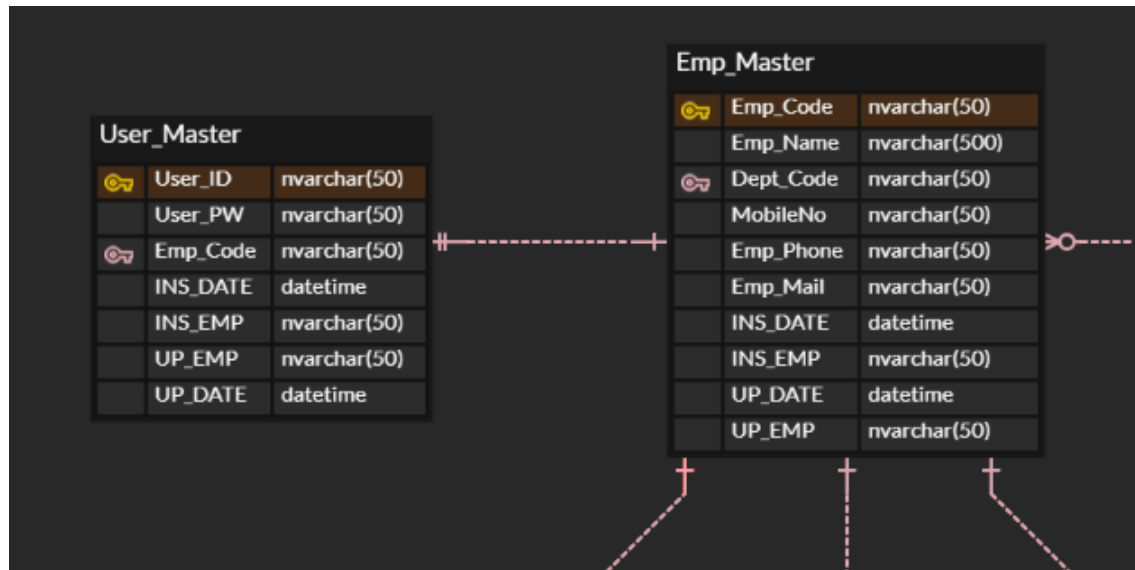 User_Master
User_ID nvarchar(50)
User_PW nvarchar(50)
Emp_Code nvarchar(50)
INS_DATE datetime
INS_EMP nvarchar(50)
UP_EMP nvarchar(50)
UP_DATE datetime
Emp_Master
Emp_Code nvarchar(50)
Emp_Name nvarchar(500)
Dept_Code nvarchar(50)
MobileNo nvarchar(50)
Emp_Phone nvarchar(50)
Emp_Mail nvarchar(50)
INS_DATE datetime
INS_EMP nvarchar(50)
UP_DATE datetime
UP_EMP nvarchar(50)